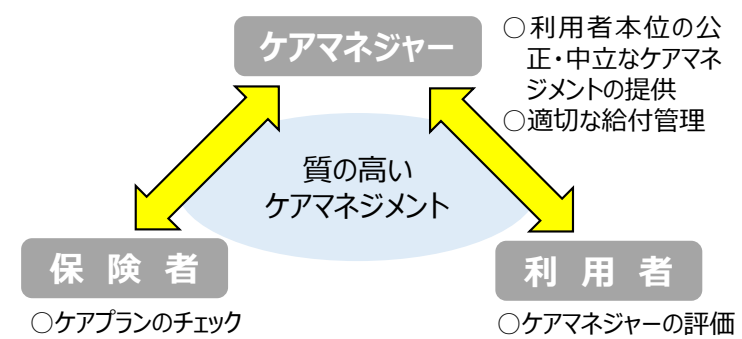 ケアマネジャー
○利用者本位の公
正・中立なケアマネ
ジメントの提供
○適切な給付管理
質の高い
ケアマネジメント
保 険 者
○ケアプランのチェック
利 用 者
○ケアマネジャーの評価